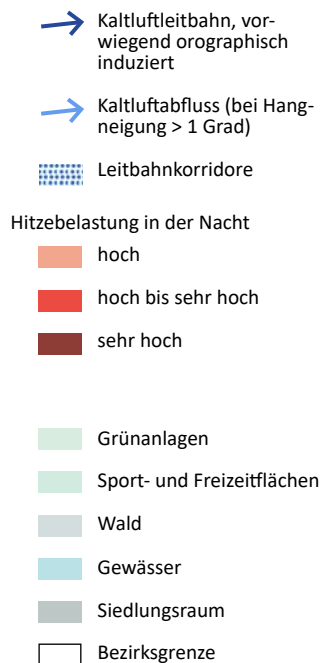 Kaltluftleitbahn, vor-
wiegend orographisch
induziert
Kaltluftabfluss (bei Hang-
neigung > 1 Grad)
Leitbahnkorridore
Hitzebelastung in der Nacht
hoch
hoch bis sehr hoch
sehr hoch
Grünanlagen
Sport- und Freizeitflächen
Wald
Gewässer
Siedlungsraum
Bezirksgrenze